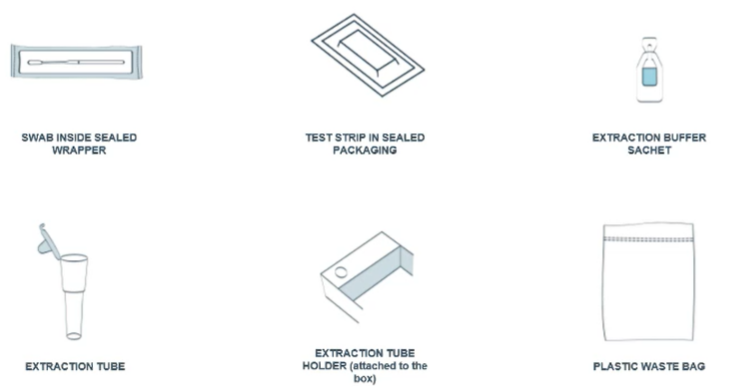 SWAB INSIDE SEALED
WRAPPER
TEST STRIP IN SEALED
PACKAGING
EXTRACTION BUFFER
SACHET
EXTRACTION TUBE
EXTRACTION TUBE
HOLDER (attached to the
box)
PLASTIC WASTE BAG